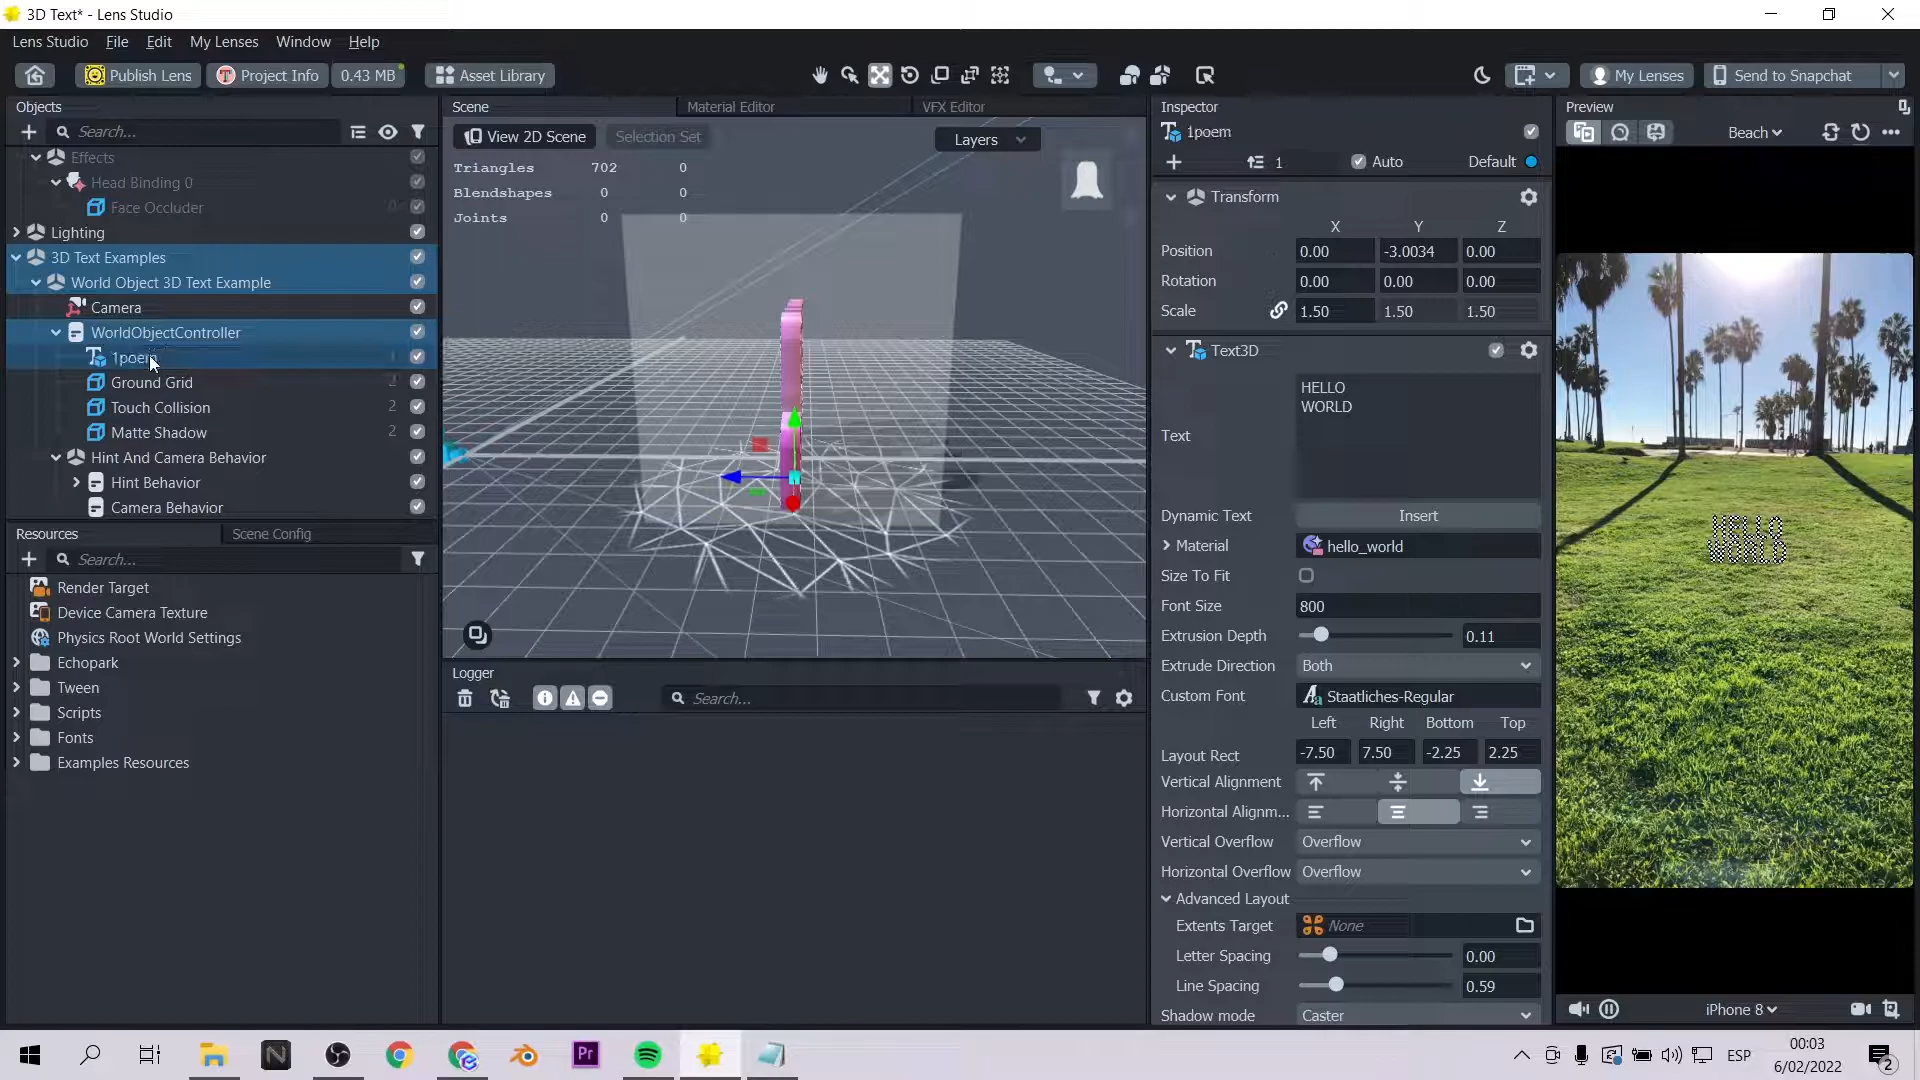 3D Text* - Lens Studio
Lens Studio File Edit My Lenses Window Help
Publish Lens Project Info 0.43 MB Asset Library My Lenses Send to Snapchat
Objects
Search...
Effects
Head Binding 0
Face Occluder 0
Lighting
3D Text Examples
World Object 3D Text Example
Camera
WorldObjectController
1poem 1
Ground Grid 2
Touch Collision 2
Matte Shadow 2
Hint And Camera Behavior
Hint Behavior
Camera Behavior
Resources Scene Config
Search...
Render Target
Device Camera Texture
Physics Root World Settings
Echopark
Tween
Scripts
Fonts
Examples Resources
Scene Material Editor VFX Editor
View 2D Scene Selection Set Layers
Triangles 702 0
Blendshapes 0 0
Joints 0 0
Logger
Search...
Inspector
1poem
1 Auto Default
Transform
X Y Z
Position 0.00 -3.0034 0.00
Rotation 0.00 0.00 0.00
Scale 1.50 1.50 1.50
Text3D
HELLO
WORLD
Text
Dynamic Text Insert
Material hello_world
Size To Fit
Font Size 800
Extrusion Depth 0.11
Extrude Direction Both
Custom Font Staatliches-Regular
Left Right Bottom Top
Layout Rect -7.50 7.50 -2.25 2.25
Vertical Alignment
Horizontal Alignm...
Vertical Overflow Overflow
Horizontal Overflow Overflow
Advanced Layout
Extents Target None
Letter Spacing 0.00
Line Spacing 0.59
Shadow mode Caster
Preview
Beach
HELLO
WORLD
iPhone 8
N Pr ESP
00:03
6/02/2022
2